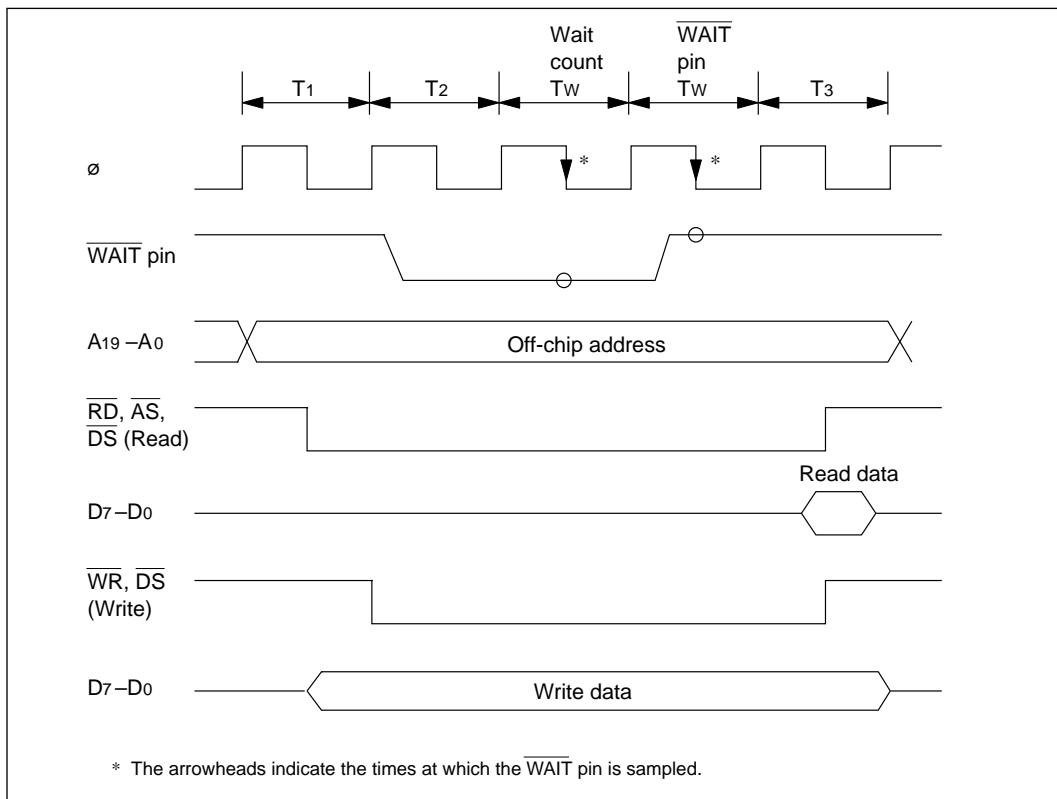 Wait count TW
WAIT pin TW
T1 T2 T3
ø
*
*
WAIT pin
A19 –A0
Off-chip address
RD, AS,
DS (Read)
Read data
D7 –D0
WR, DS
(Write)
D7 –D0
Write data
* The arrowheads indicate the times at which the WAIT pin is sampled.